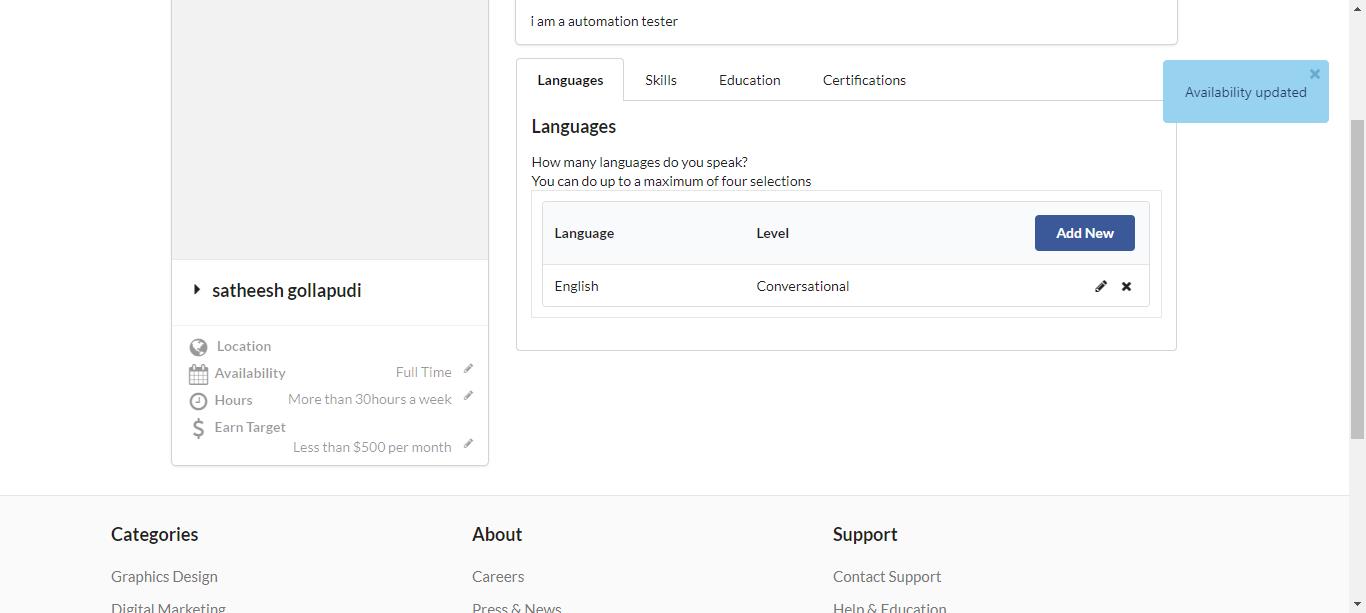 i am a automation tester
Languages Skills Education Certifications
Availability updated
Languages
How many languages do you speak?
You can do up to a maximum of four selections
Language Level Add New
English Conversational
satheesh gollapudi
Location
Availability Full Time
Hours More than 30hours a week
Earn Target
Less than $500 per month
Categories About Support
Graphics Design Careers Contact Support
Digital Marketing Press & News Help & Education